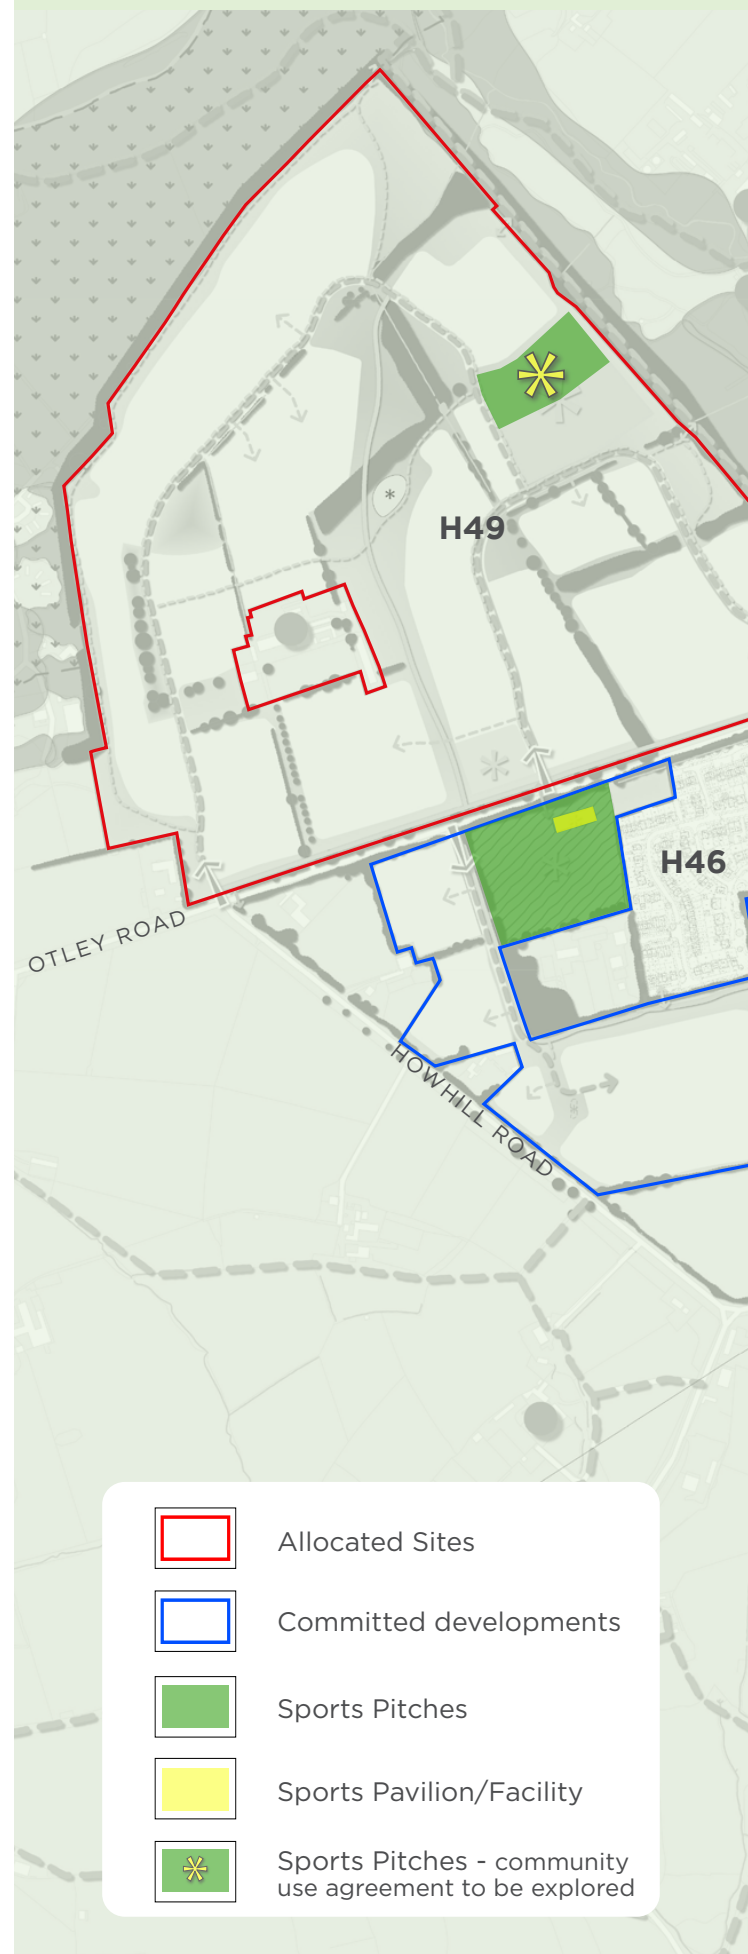 H49
H46
OTLEY ROAD
HOWHILL ROAD
Allocated Sites
Committed developments
Sports Pitches
Sports Pavilion/Facility
Sports Pitches - community
use agreement to be explored